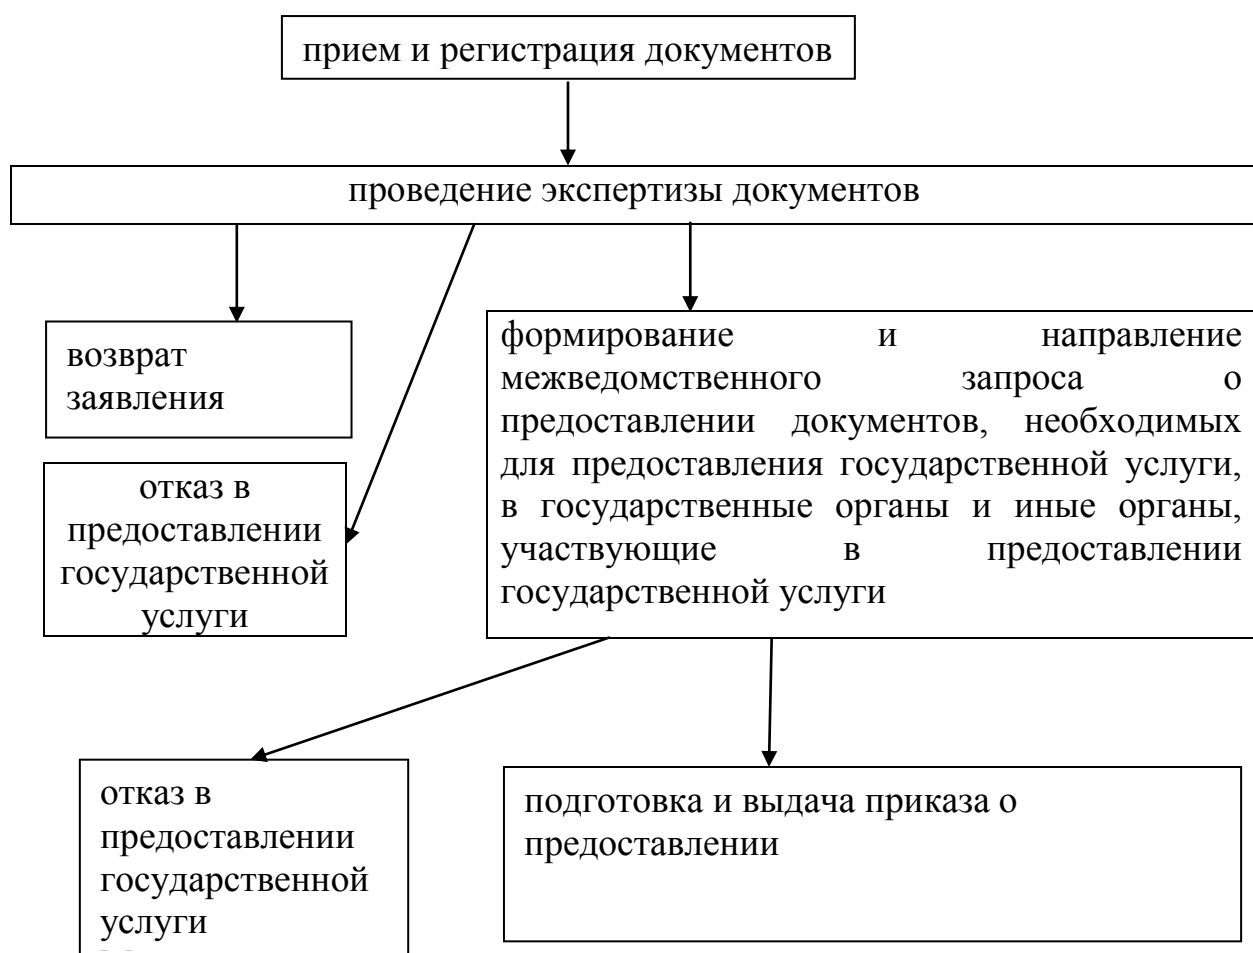 прием и регистрация документов
проведение экспертизы документов
возврат
заявления
отказ в
предоставлении
государственной
услуги
формирование и направление
межведомственного запроса о
предоставлении документов, необходимых
для предоставления государственной услуги,
в государственные органы и иные органы,
участвующие в предоставлении
государственной услуги
отказ в
предоставлении
государственной
услуги
подготовка и выдача приказа о
предоставлении